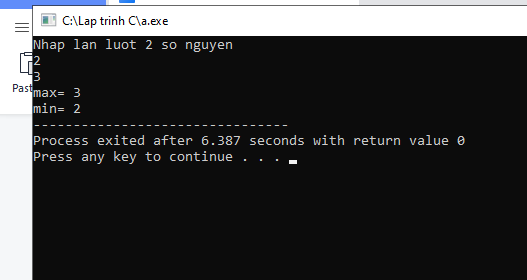 C:\Lap trinh C\a.exe
Past
Nhap lan luot 2 so nguyen
2
3
max= 3
min= 2
--------------------------------
Process exited after 6.387 seconds with return value 0
Press any key to continue . . .